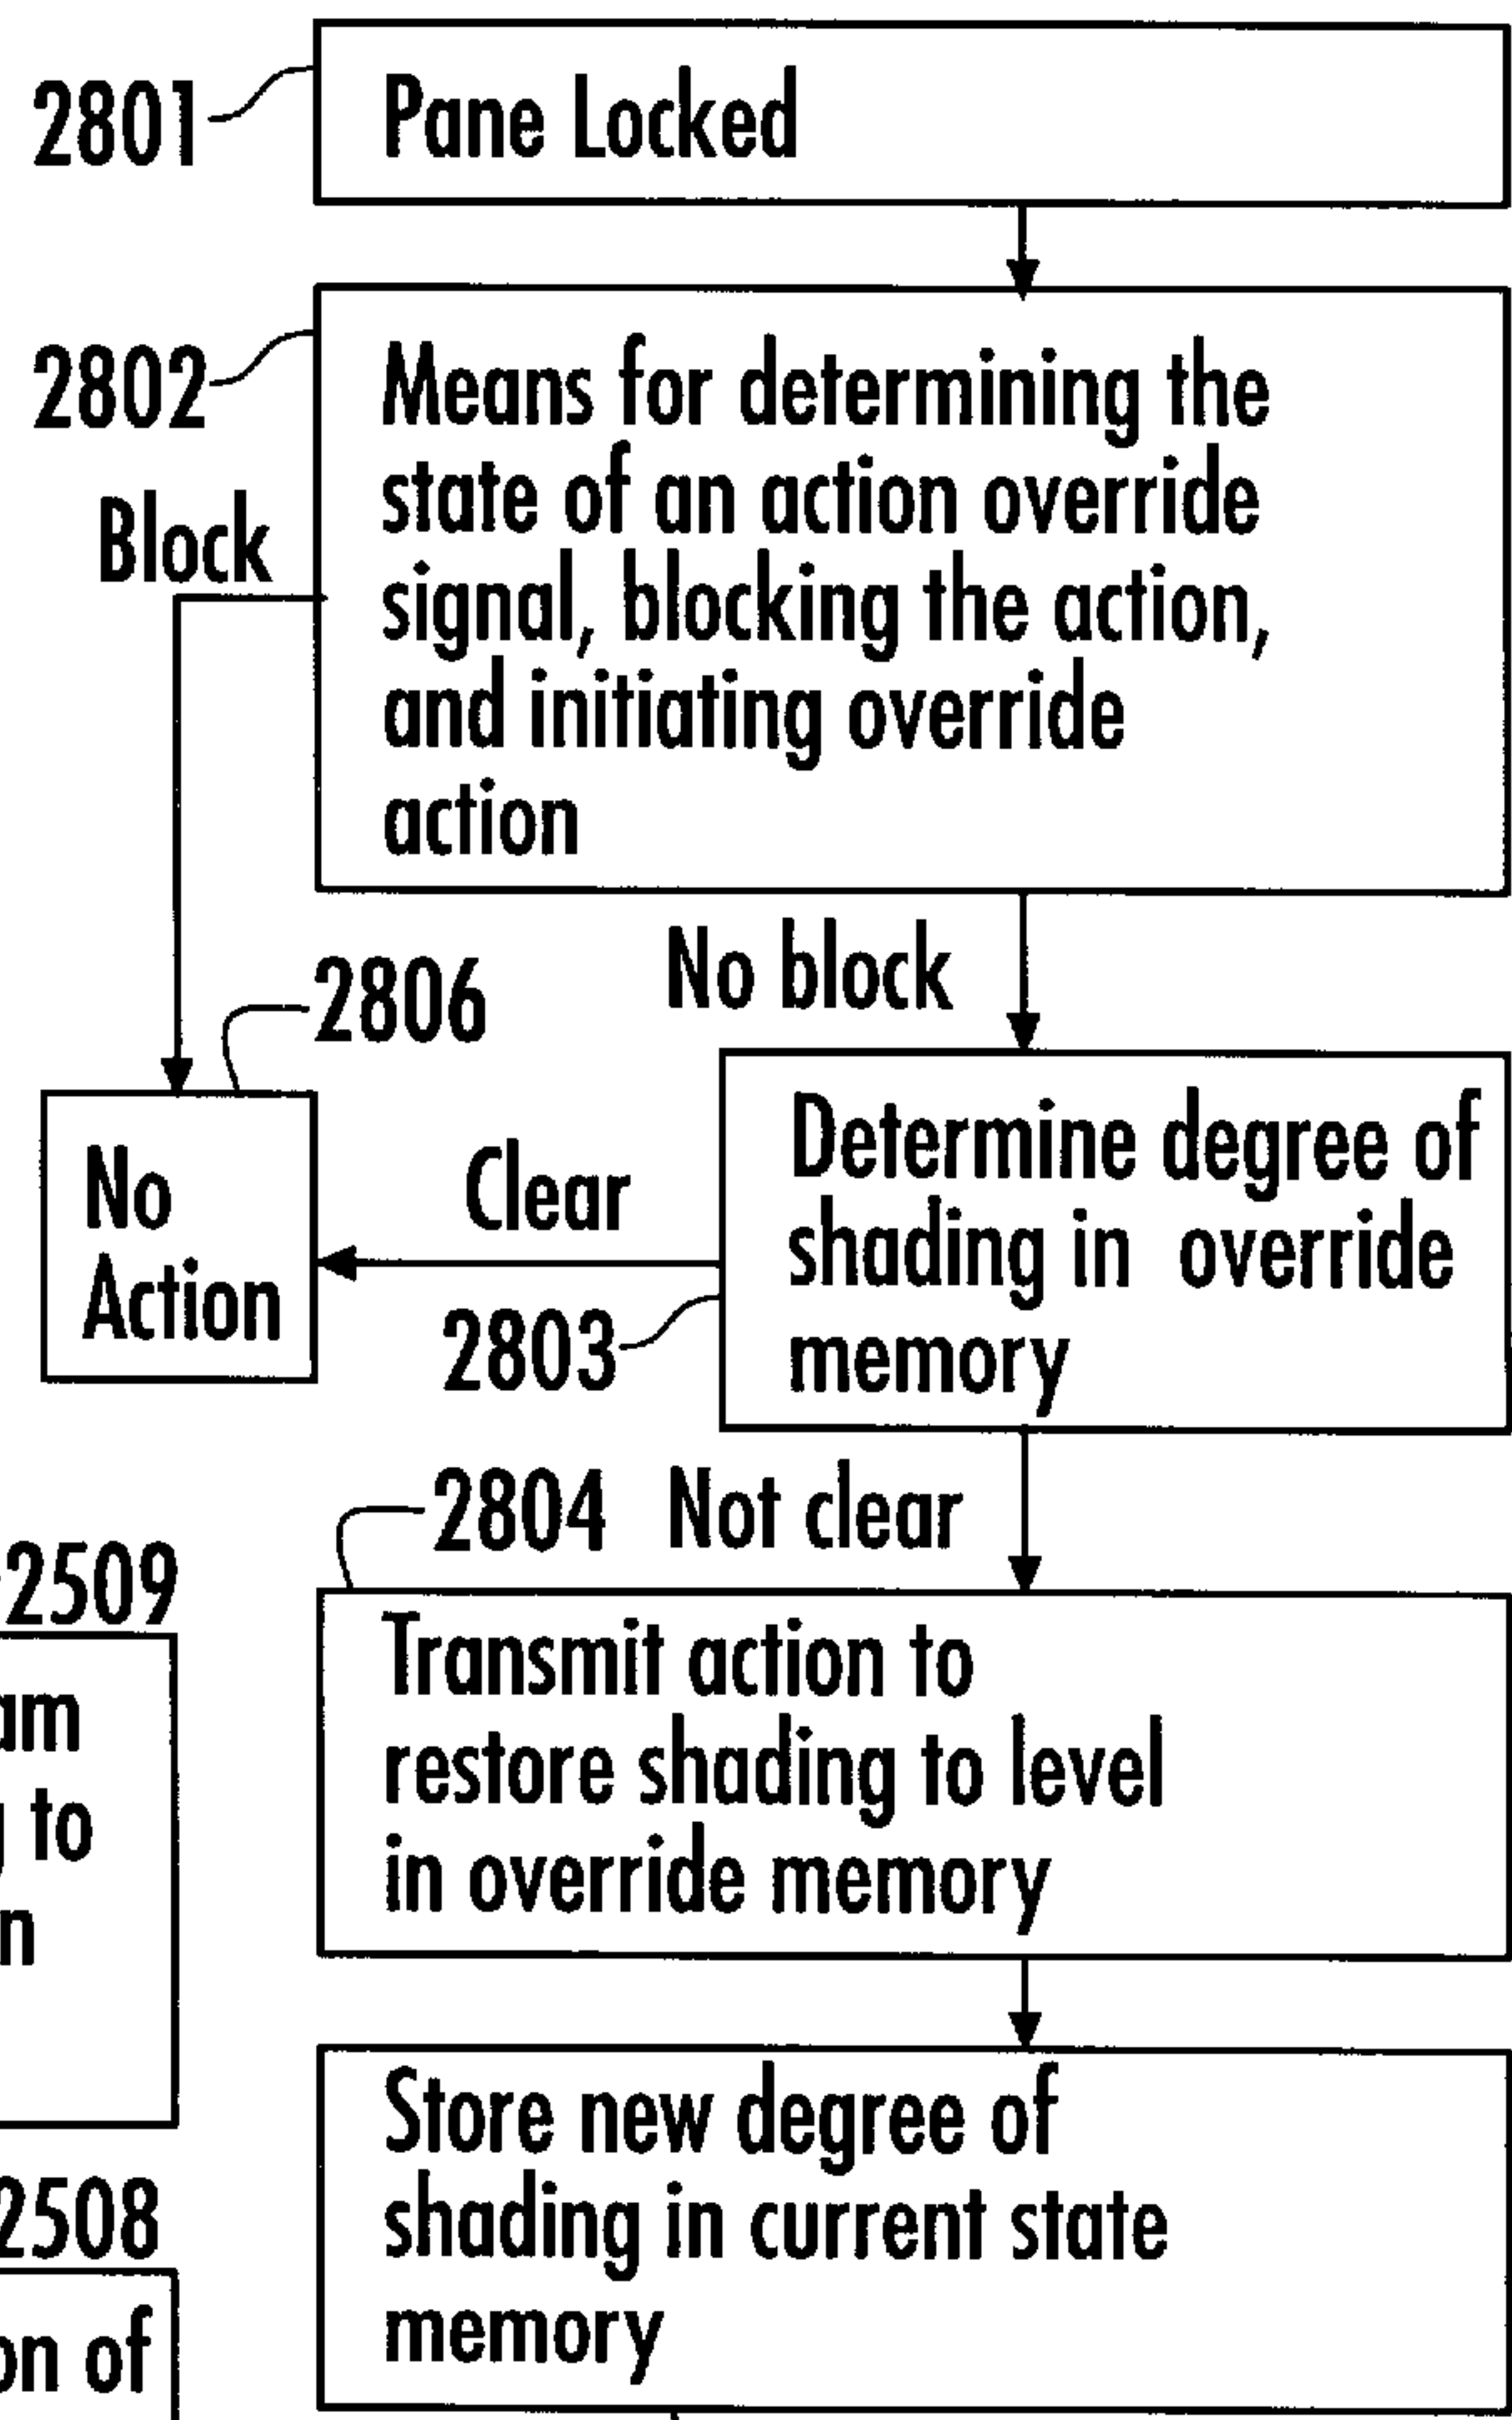 2801
Pane Locked
2802
Means for determining the
state of an action override
signal, blocking the action,
and initiating override
action
Block
No block
2806
No
Action
Clear
2803
Determine degree of
shading in override
memory
2804
Not clear
Transmit action to
restore shading to level
in override memory
2509
to
Store new degree of
shading in current state
memory
2508
of